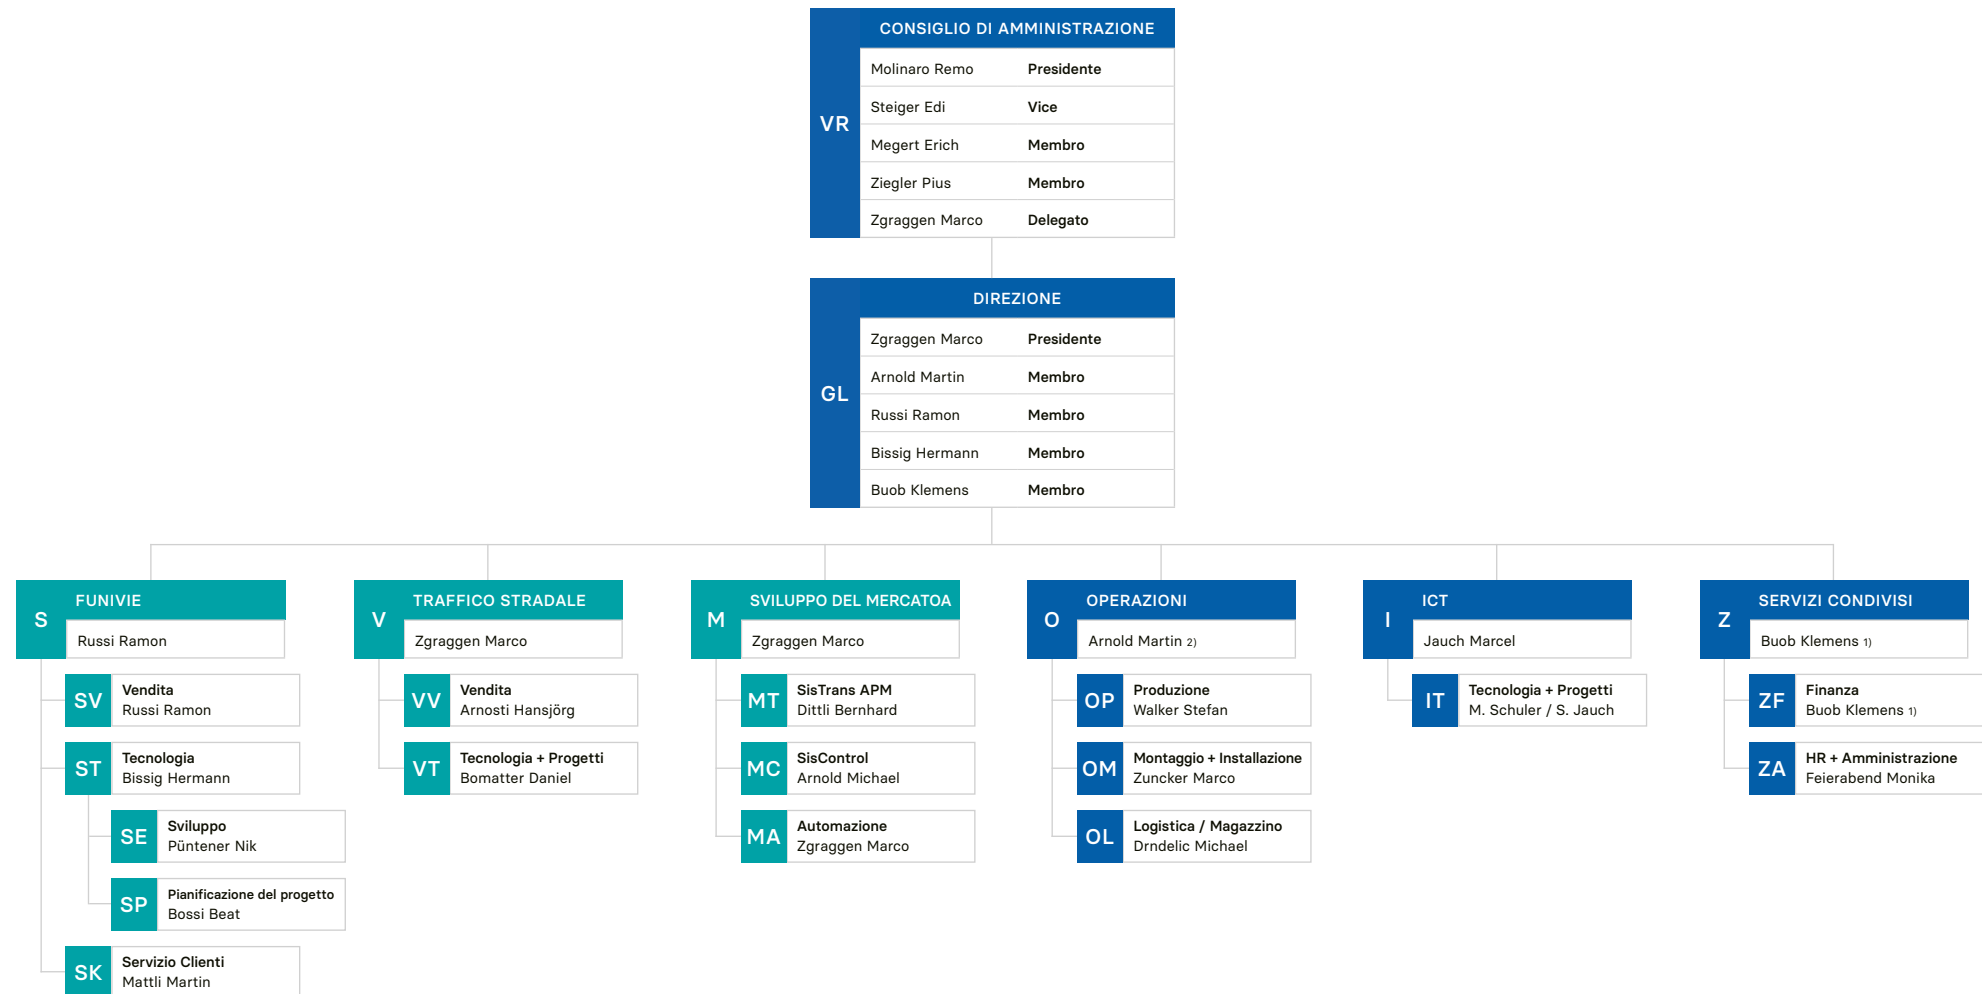 VR
CONSIGLIO DI AMMINISTRAZIONE
Molinaro Remo Presidente
Steiger Edi Vice
Megert Erich Membro
Ziegler Pius Membro
Zgraggen Marco Delegato
GL
DIREZIONE
Zgraggen Marco Presidente
Arnold Martin Membro
Russi Ramon Membro
Bissig Hermann Membro
Buob Klemens Membro
S
FUNIVIE
Russi Ramon
SV
Vendita
Russi Ramon
ST
Tecnologia
Bissig Hermann
SE
Sviluppo
Püntener Nik
SP
Pianificazione del progetto
Bossi Beat
SK
Servizio Clienti
Mattli Martin
V
TRAFFICO STRADALE
Zgraggen Marco
VV
Vendita
Arnosti Hansjörg
VT
Tecnologia + Progetti
Bomatter Daniel
M
SVILUPPO DEL MERCATOA
Zgraggen Marco
MT
SisTrans APM
Dittli Bernhard
MC
SisControl
Arnold Michael
MA
Automazione
Zgraggen Marco
O
OPERAZIONI
Arnold Martin 2)
OP
Produzione
Walker Stefan
OM
Montaggio + Installazione
Zuncker Marco
OL
Logistica / Magazzino
Drndelic Michael
I
ICT
Jauch Marcel
IT
Tecnologia + Progetti
M. Schuler / S. Jauch
Z
SERVIZI CONDIVISI
Buob Klemens 1)
ZF
Finanza
Buob Klemens 1)
ZA
HR + Amministrazione
Feierabend Monika